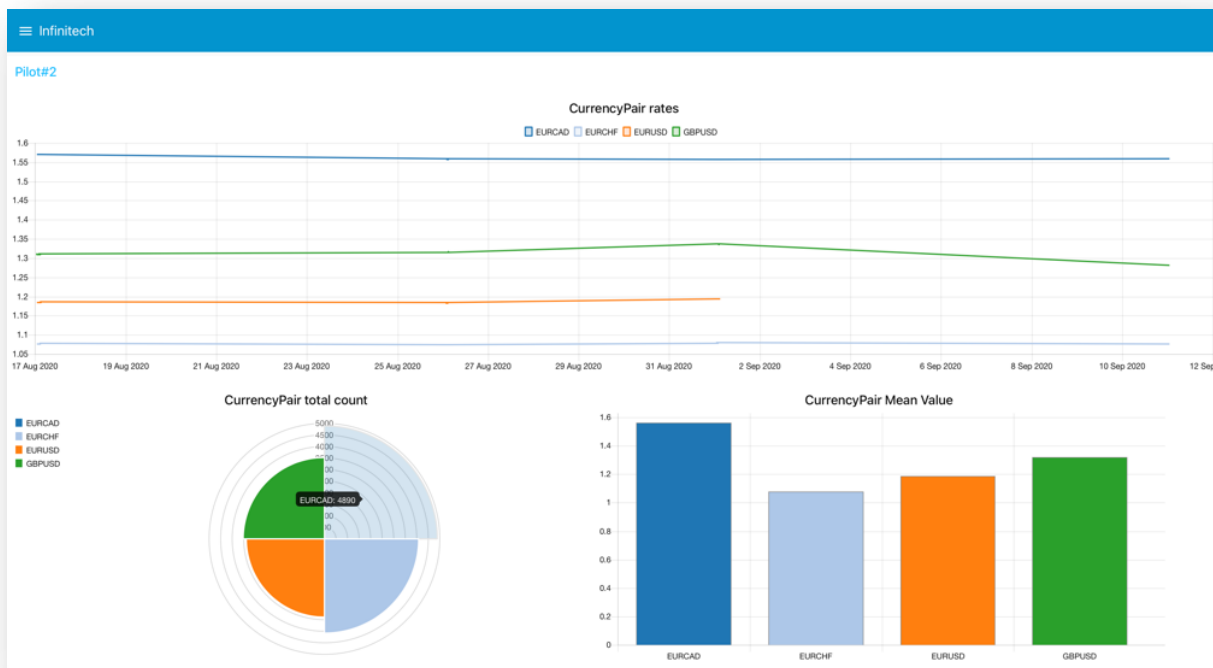 Infinitech
Pilot#2
CurrencyPair rates
EURCAD EURCHF EURUSD GBPUSD
1.6
1.55
1.5
1.45
1.4
1.35
1.3
1.25
1.2
1.15
1.1
1.05
17 Aug 2020 19 Aug 2020 21 Aug 2020 23 Aug 2020 25 Aug 2020 27 Aug 2020 29 Aug 2020 31 Aug 2020 2 Sep 2020 4 Sep 2020 6 Sep 2020 8 Sep 2020 10 Sep 2020 12 Sep
CurrencyPair total count
EURCAD
EURCHF
EURUSD
GBPUSD
5000
4500
4000
EURCAD: 4890
CurrencyPair Mean Value
1.6
1.4
1.2
1
0.8
0.6
0.4
0.2
0
EURCAD EURCHF EURUSD GBPUSD